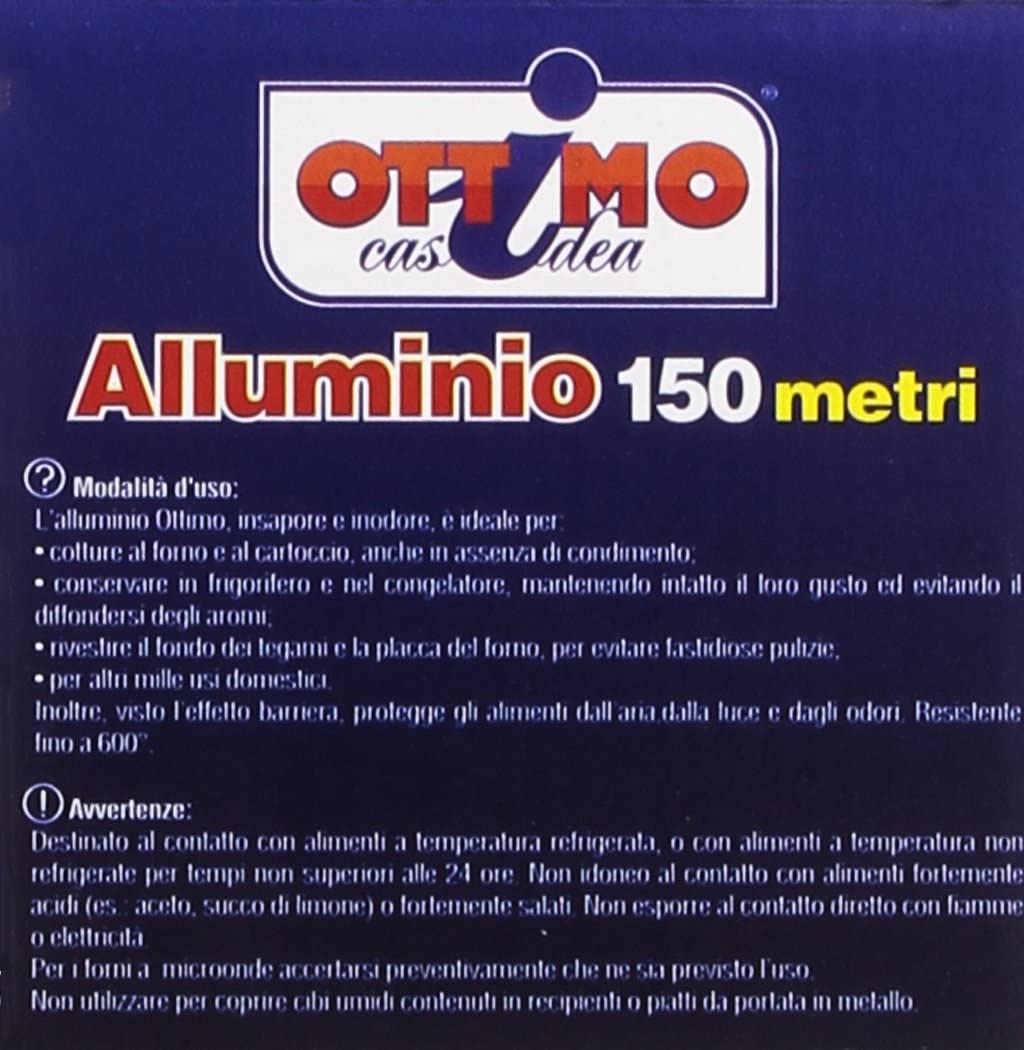 OTTIMO
casIdea
®
Alluminio 150 metri
? Modalità d'uso:
L'alluminio Ottimo, insapore e inodore, è ideale per:
• cotture al forno e al cartoccio, anche in assenza di condimento;
• conservare in frigorifero e nel congelatore, mantenendo intatto il loro gusto ed evitando il
diffondersi degli aromi;
• rivestire il fondo dei tegami e la placca del forno, per evitare fastidiose pulizie;
• per altri mille usi domestici.
Inoltre, visto l'effetto barriera, protegge gli alimenti dall'aria,dalla luce e dagli odori. Resistente
fino a 600°.
! Avvertenze:
Destinato al contatto con alimenti a temperatura refrigerata, o con alimenti a temperatura non
refrigerate per tempi non superiori alle 24 ore. Non idoneo al contatto con alimenti fortemente
acidi (es.: aceto, succo di limone) o fortemente salati. Non esporre al contatto diretto con fiamme
o elettricità.
Per i forni a microonde accertarsi preventivamente che ne sia previsto l'uso.
Non utilizzare per coprire cibi umidi contenuti in recipienti o piatti da portata in metallo.